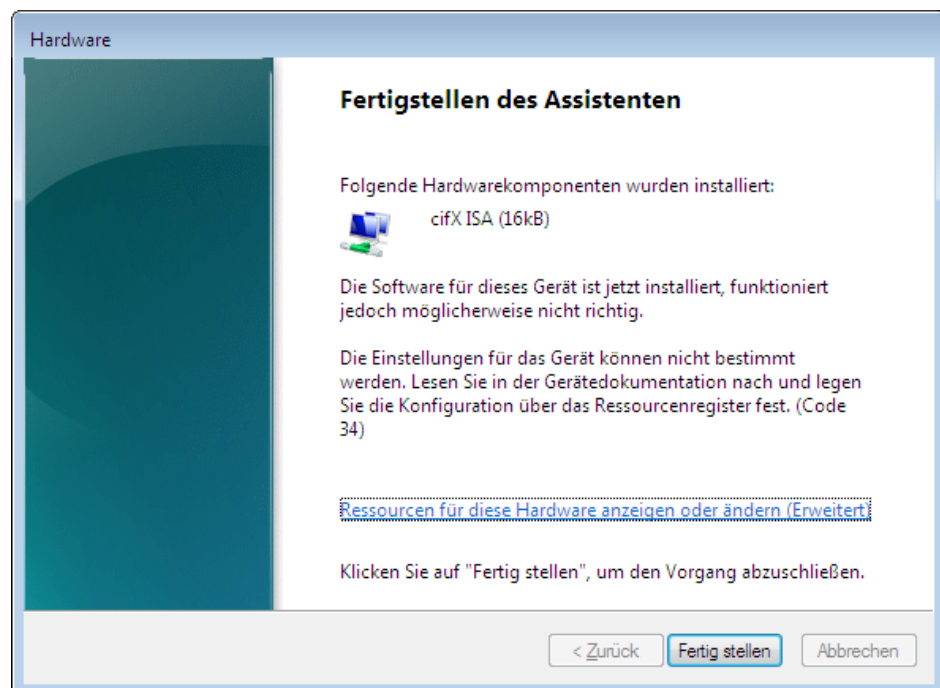 Hardware
Fertigstellen des Assistenten
Folgende Hardwarekomponenten wurden installiert:
cifX ISA (16kB)
Die Software für dieses Gerät ist jetzt installiert, funktioniert
jedoch möglicherweise nicht richtig.
Die Einstellungen für das Gerät können nicht bestimmt
werden. Lesen Sie in der Gerätedokumentation nach und legen
Sie die Konfiguration über das Ressourcenregister fest. (Code
34)
Ressourcen für diese Hardware anzeigen oder ändern (Erweitert)
Klicken Sie auf "Fertig stellen", um den Vorgang abzuschließen.
< Zurück Fertig stellen Abbrechen